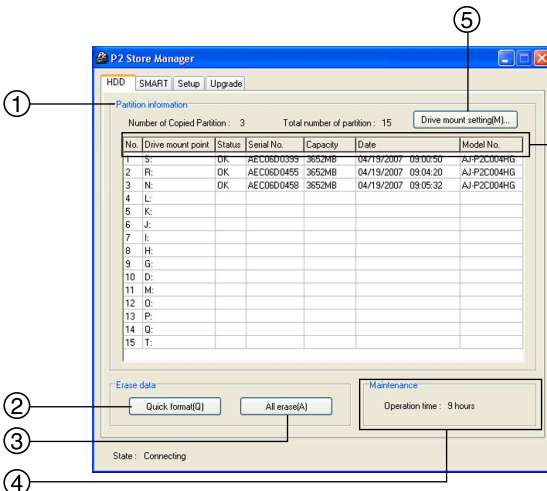 ⑤
P2 Store Manager
HDD SMART Setup Upgrade
①
Partition information
Number of Copied Partition : 3 Total number of partition : 15 Drive mount setting(M)...
No. Drive mount point Status Serial No. Capacity Date Model No.
1 S: OK AEC06D0399 3652MB 04/19/2007 09:00:50 AJ-P2C004HG
2 R: OK AEC06D0455 3652MB 04/19/2007 09:04:20 AJ-P2C004HG
3 N: OK AEC06D0458 3652MB 04/19/2007 09:05:32 AJ-P2C004HG
4 L:
5 K:
6 J:
7 I:
8 H:
9 G:
10 D:
11 M:
12 O:
13 P:
14 Q:
15 T:
Erase data Maintenance
② Quick format(Q) All erase(A) Operation time : 9 hours
③
State : Connecting
④